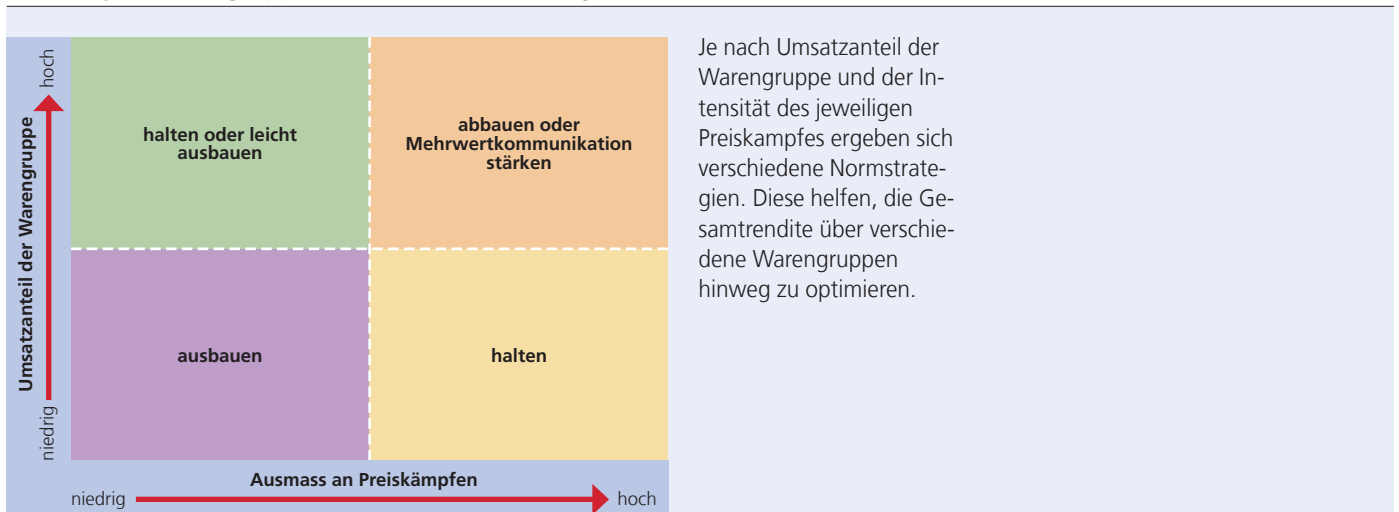 hoch
Umsatzanteil der Warengruppe
niedrig
halten oder leicht
ausbauen
abbauen oder
Mehrwertkommunikation
stärken
ausbauen
halten
Ausmass an Preiskämpfen
niedrig
hoch
Je nach Umsatzanteil der
Warengruppe und der In-
tensität des jeweiligen
Preiskampfes ergeben sich
verschiedene Normstrate-
gien. Diese helfen, die Ge-
samtrendite über verschie-
dene Warengruppen
hinweg zu optimieren.